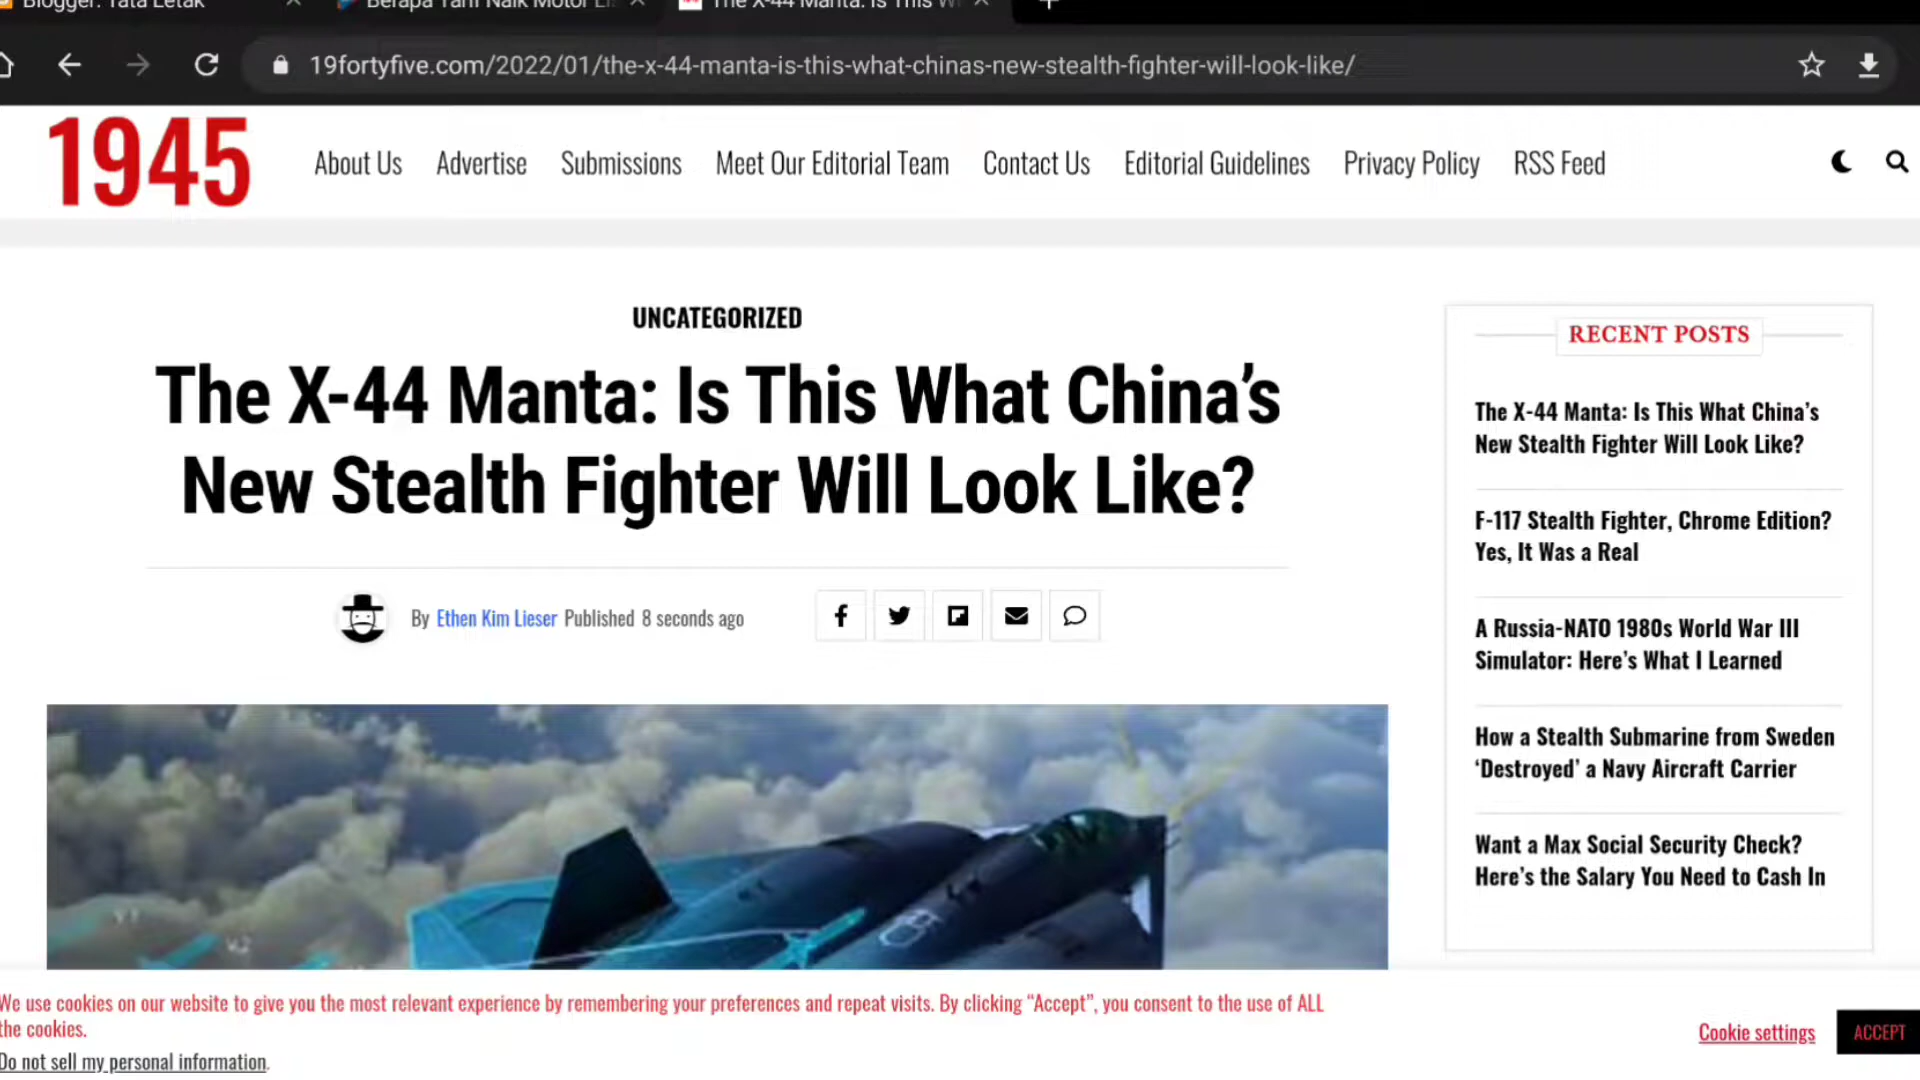 Blogger: Tata Letak
Berapa Tarif Naik Motor Lis
The X-44 Manta: Is This W
19fortyfive.com/2022/01/the-x-44-manta-is-this-what-chinas-new-stealth-fighter-will-look-like/
1945 About Us Advertise Submissions Meet Our Editorial Team Contact Us Editorial Guidelines Privacy Policy RSS Feed
UNCATEGORIZED
The X-44 Manta: Is This What China’s
New Stealth Fighter Will Look Like?
By Ethen Kim Lieser Published 8 seconds ago
RECENT POSTS
The X-44 Manta: Is This What China’s
New Stealth Fighter Will Look Like?
F-117 Stealth Fighter, Chrome Edition?
Yes, It Was a Real
A Russia-NATO 1980s World War III
Simulator: Here’s What I Learned
How a Stealth Submarine from Sweden
‘Destroyed’ a Navy Aircraft Carrier
Want a Max Social Security Check?
Here’s the Salary You Need to Cash In
We use cookies on our website to give you the most relevant experience by remembering your preferences and repeat visits. By clicking “Accept”, you consent to the use of ALL
the cookies.
Do not sell my personal information.
Cookie settings
ACCEPT